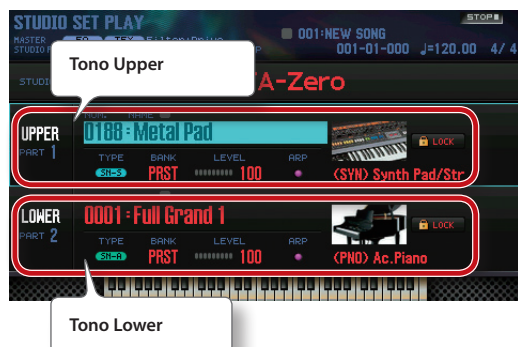 STUDIO SET PLAY
STOP
MASTER EQ TFX Filter+Drive
001:NEW SONG
STUDIO
001-01-000 ♩=120.00 4/4
Tono Upper
STUDIO
A-Zero
NUM. NAME
UPPER
PART 1
0188:Metal Pad
TYPE BANK LEVEL ARP
SN-S PRST 100
LOCK
(SYN) Synth Pad/Str
LOWER
PART 2
0001:Full Grand 1
TYPE BANK LEVEL ARP
SN-A PRST 100
LOCK
(PNO) Ac.Piano
Tono Lower